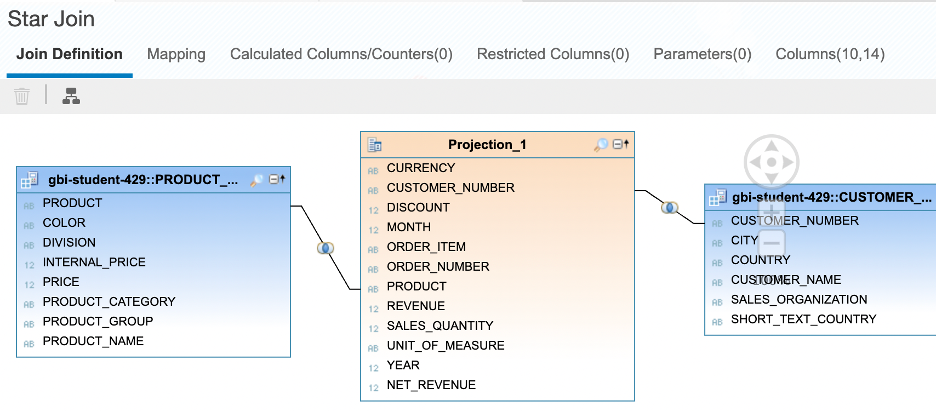 Star Join
Join Definition Mapping Calculated Columns/Counters(0) Restricted Columns(0) Parameters(0) Columns(10,14)
gbi-student-429::PRODUCT_...
AB PRODUCT
AB COLOR
AB DIVISION
12 INTERNAL_PRICE
12 PRICE
AB PRODUCT_CATEGORY
AB PRODUCT_GROUP
AB PRODUCT_NAME
Projection_1
AB CURRENCY
AB CUSTOMER_NUMBER
12 DISCOUNT
12 MONTH
AB ORDER_ITEM
AB ORDER_NUMBER
AB PRODUCT
12 REVENUE
12 SALES_QUANTITY
AB UNIT_OF_MEASURE
12 YEAR
12 NET_REVENUE
gbi-student-429::CUSTOMER_...
AB CUSTOMER_NUMBER
AB CITY
AB COUNTRY
AB CUSTOMER_NAME
AB SALES_ORGANIZATION
AB SHORT_TEXT_COUNTRY